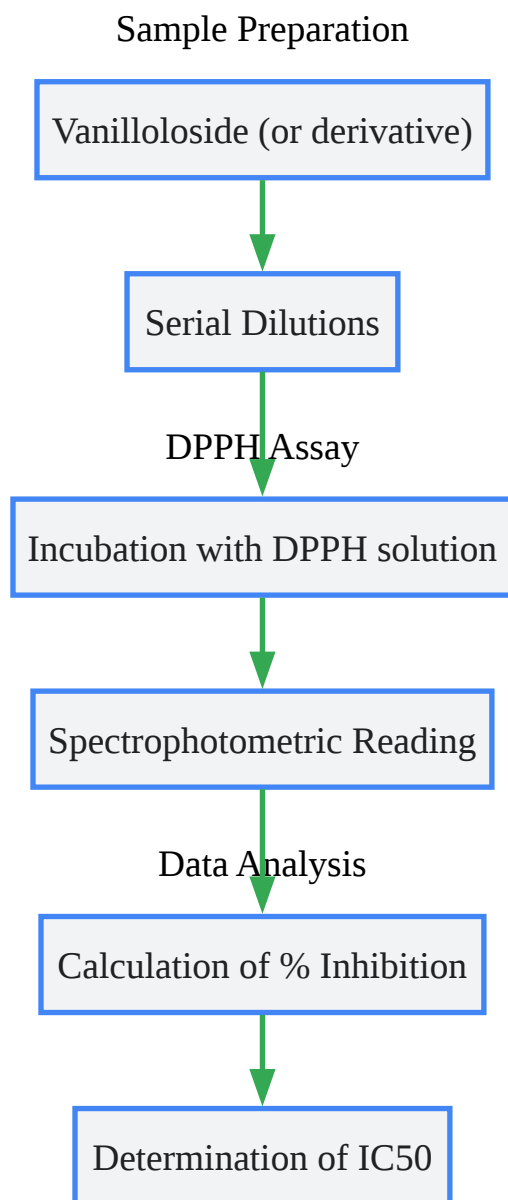 Sample Preparation
Vanilloloside (or derivative)
Serial Dilutions
DPPH Assay
Incubation with DPPH solution
Spectrophotometric Reading
Data Analysis
Calculation of % Inhibition
Determination of IC50